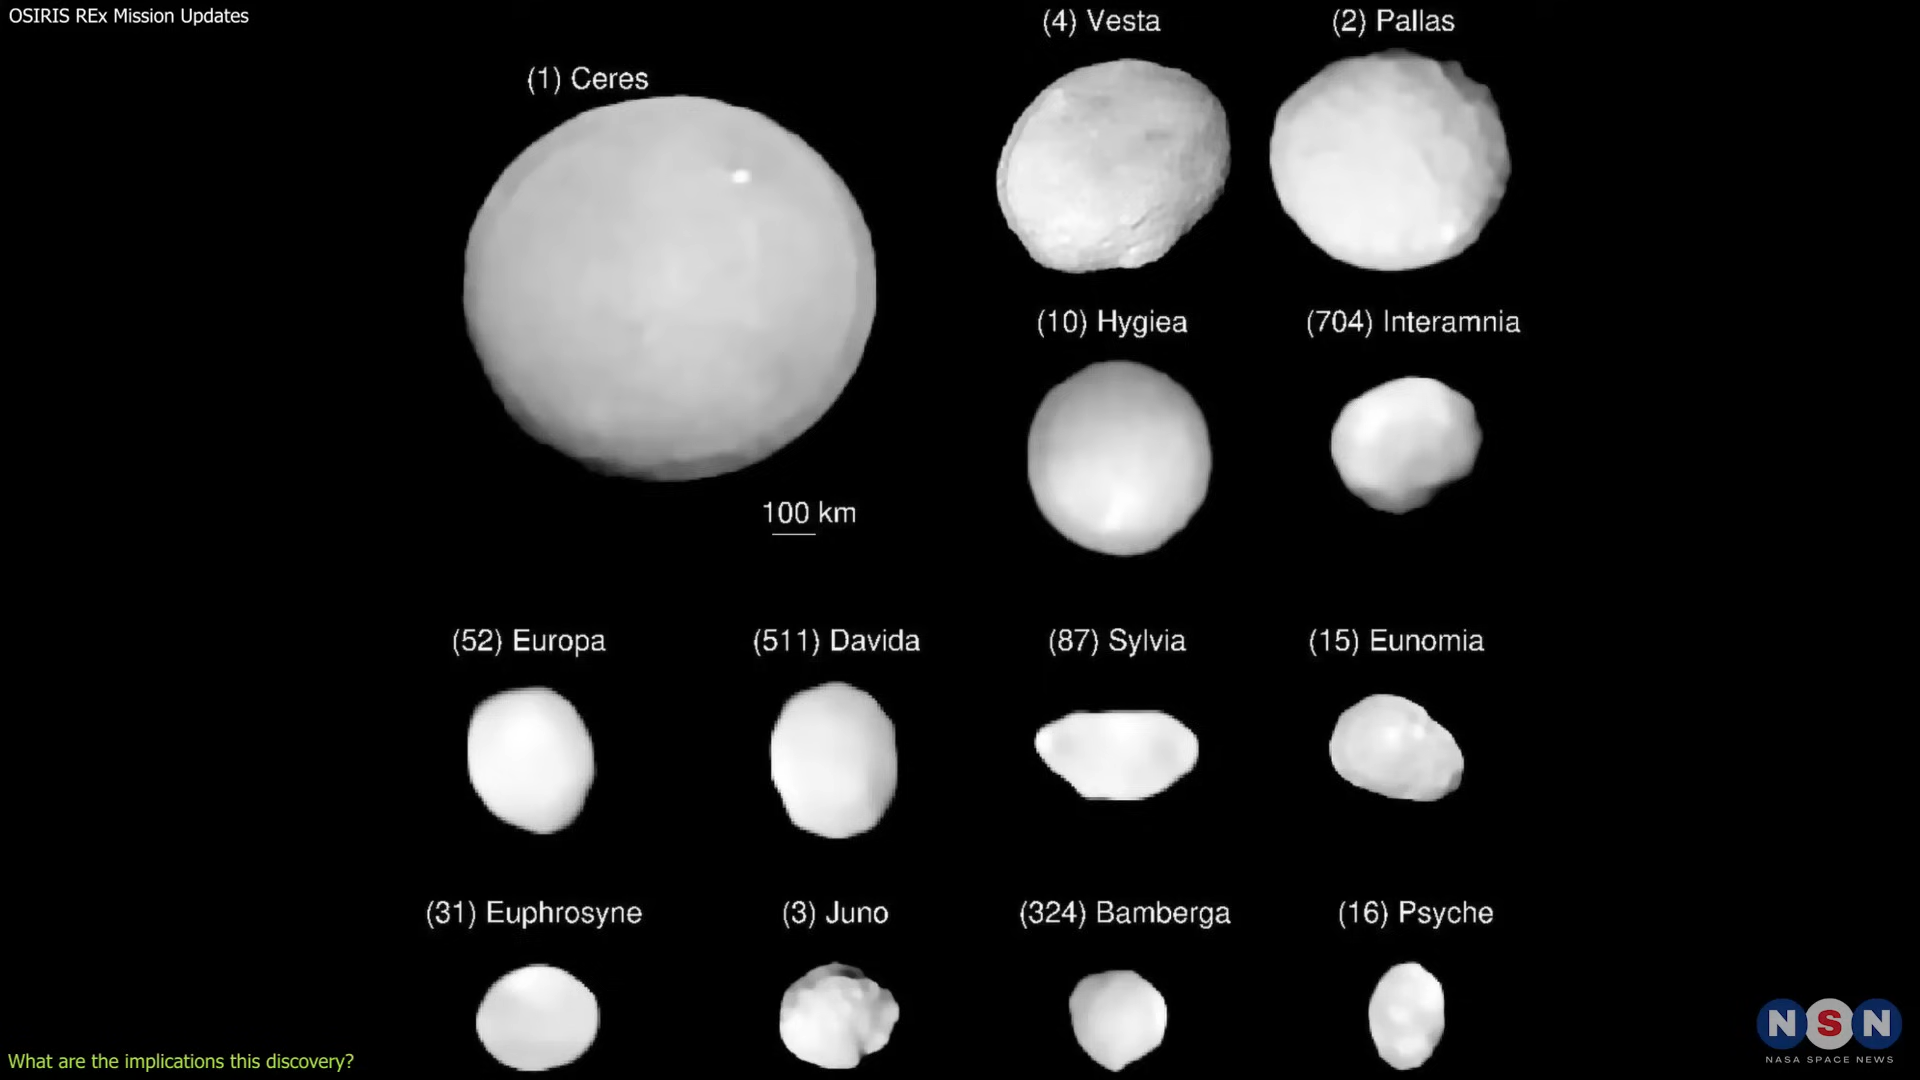 OSIRIS REx Mission Updates
(4) Vesta
(2) Pallas
(1) Ceres
(10) Hygiea
(704) Interamnia
100 km
(52) Europa
(511) Davida
(87) Sylvia
(15) Eunomia
(31) Euphrosyne
(3) Juno
(324) Bamberga
(16) Psyche
NSN
NASA SPACE NEWS
What are the implications this discovery?